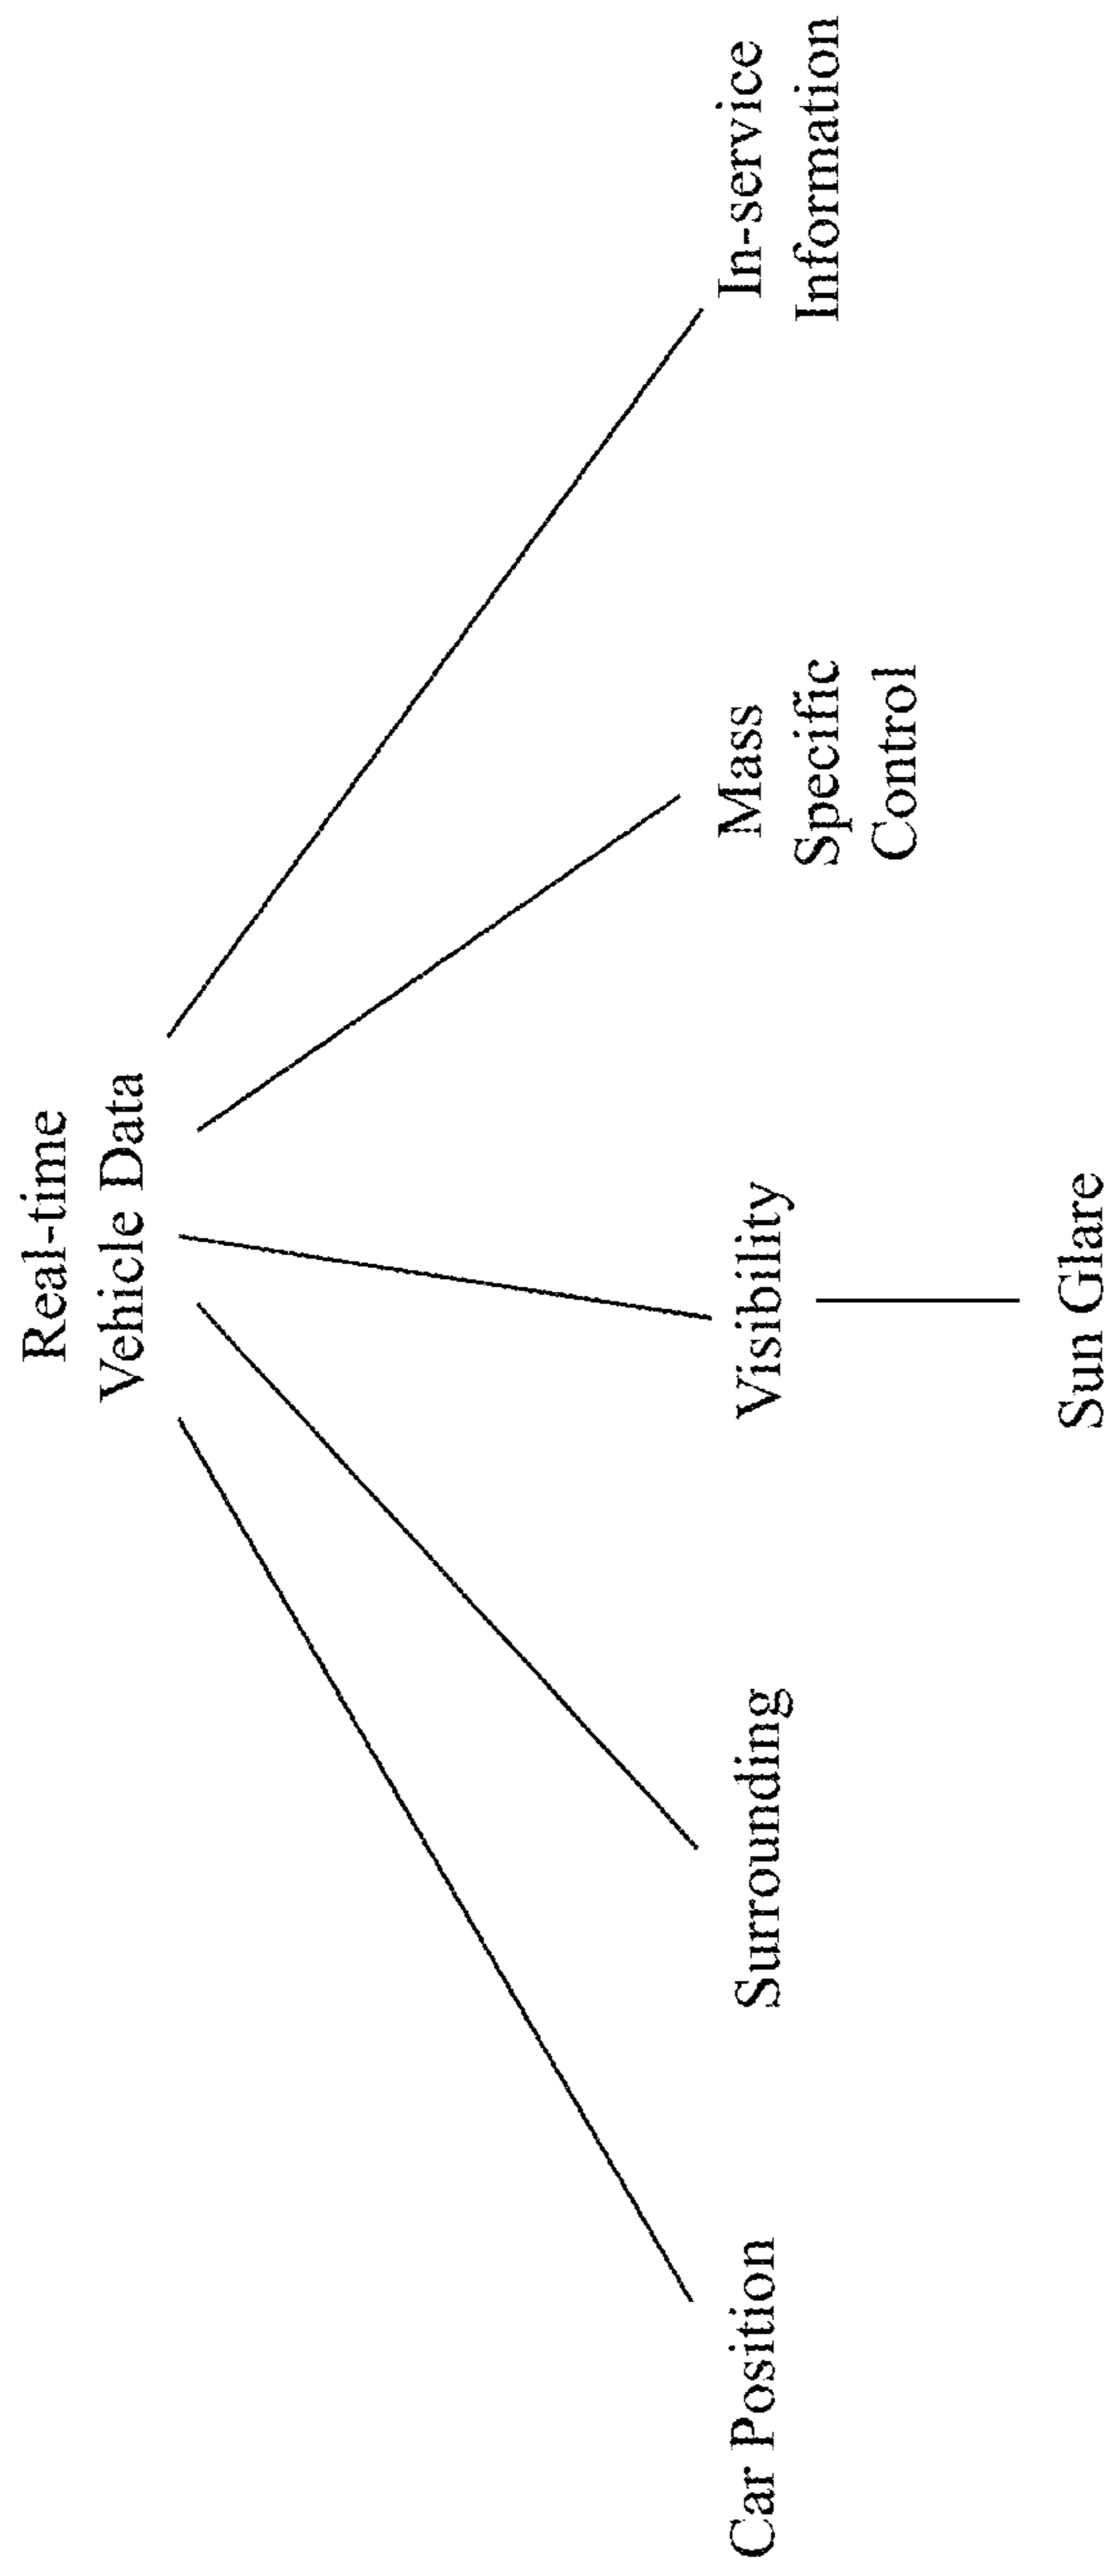 Real-time
Vehicle Data
Car Position
Surrounding
Visibility
Mass
Specific
Control
In-service
Information
Sun Glare